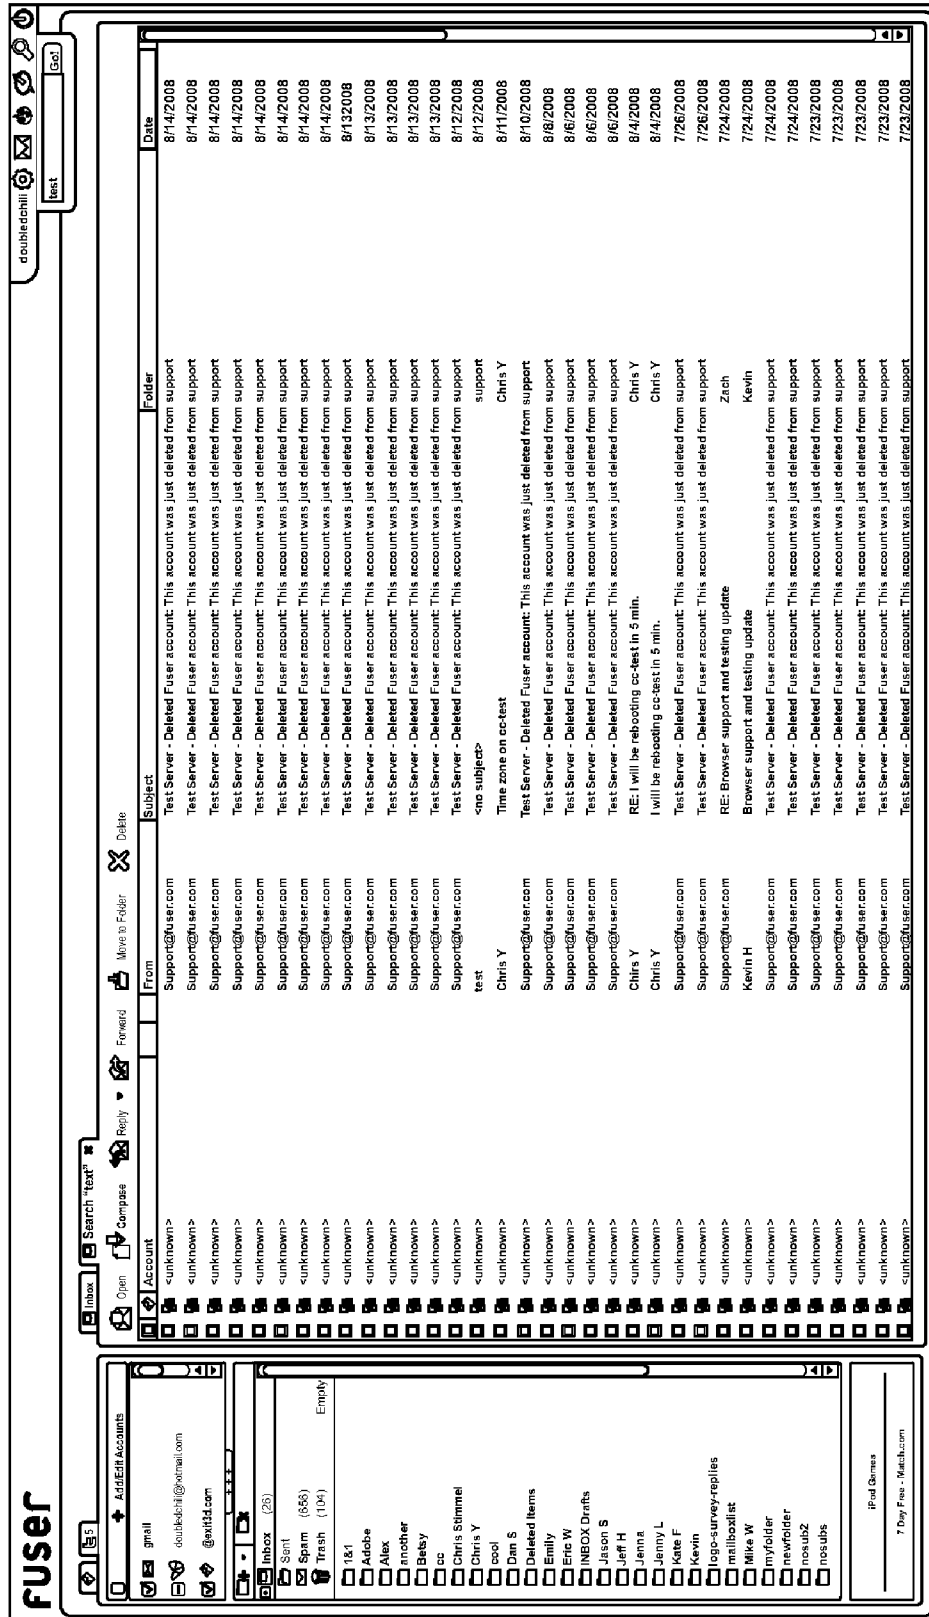 fuser
doubledchili
test Go!
5
Add/Edit Accounts
gmail
doubledchili@hotmail.com
@exit3d.com
Inbox (26)
Sent
Spam (656)
Trash (104) Empty
1&1
Adobe
Alex
another
Betsy
cc
Chris Stimmel
Chris Y
cool
Dan S
Deleted Items
Emily
Eric W
INBOX Drafts
Jason S
Jeff H
Jenna
Jenny L
Kate F
Kevin
logo-survey-replies
mailboxlist
Mike W
myfolder
newfolder
nosub2
nosubs
iPod Games
7 Day Free - Match.com
Inbox Search "text"
Open Compose Reply Forward Move to Folder Delete
Account From Subject Folder Date
<unknown> Support@fuser.com Test Server - Deleted Fuser account: This account was just deleted from support 8/14/2008
<unknown> Support@fuser.com Test Server - Deleted Fuser account: This account was just deleted from support 8/14/2008
<unknown> Support@fuser.com Test Server - Deleted Fuser account: This account was just deleted from support 8/14/2008
<unknown> Support@fuser.com Test Server - Deleted Fuser account: This account was just deleted from support 8/14/2008
<unknown> Support@fuser.com Test Server - Deleted Fuser account: This account was just deleted from support 8/14/2008
<unknown> Support@fuser.com Test Server - Deleted Fuser account: This account was just deleted from support 8/14/2008
<unknown> Support@fuser.com Test Server - Deleted Fuser account: This account was just deleted from support 8/14/2008
<unknown> Support@fuser.com Test Server - Deleted Fuser account: This account was just deleted from support 8/14/2008
<unknown> Support@fuser.com Test Server - Deleted Fuser account: This account was just deleted from support 8/132008
<unknown> Support@fuser.com Test Server - Deleted Fuser account: This account was just deleted from support 8/13/2008
<unknown> Support@fuser.com Test Server - Deleted Fuser account: This account was just deleted from support 8/13/2008
<unknown> Support@fuser.com Test Server - Deleted Fuser account: This account was just deleted from support 8/13/2008
<unknown> Support@fuser.com Test Server - Deleted Fuser account: This account was just deleted from support 8/13/2008
<unknown> Support@fuser.com Test Server - Deleted Fuser account: This account was just deleted from support 8/12/2008
<unknown> test <no subject> support 8/12/2008
<unknown> Chris Y Time zone on cc-test Chris Y 8/11/2008
<unknown> Support@fuser.com Test Server - Deleted Fuser account: This account was just deleted from support 8/10/2008
<unknown> Support@fuser.com Test Server - Deleted Fuser account: This account was just deleted from support 8/8/2008
<unknown> Support@fuser.com Test Server - Deleted Fuser account: This account was just deleted from support 8/6/2008
<unknown> Support@fuser.com Test Server - Deleted Fuser account: This account was just deleted from support 8/6/2008
<unknown> Support@fuser.com Test Server - Deleted Fuser account: This account was just deleted from support 8/6/2008
<unknown> Chirs Y RE: I will be rebooting cc-test in 5 min. Chris Y 8/4/2008
<unknown> Chris Y I will be rebooting cc-test in 5 min. Chris Y 8/4/2008
<unknown> Support@fuser.com Test Server - Deleted Fuser account: This account was just deleted from support 7/26/2008
<unknown> Support@fuser.com Test Server - Deleted Fuser account: This account was just deleted from support 7/26/2008
<unknown> Support@fuser.com RE: Browser support and testing update Zach 7/24/2008
<unknown> Kevin H Browser support and testing update Kevin 7/24/2008
<unknown> Support@fuser.com Test Server - Deleted Fuser account: This account was just deleted from support 7/24/2008
<unknown> Support@fuser.com Test Server - Deleted Fuser account: This account was just deleted from support 7/24/2008
<unknown> Support@fuser.com Test Server - Deleted Fuser account: This account was just deleted from support 7/23/2008
<unknown> Support@fuser.com Test Server - Deleted Fuser account: This account was just deleted from support 7/23/2008
<unknown> Support@fuser.com Test Server - Deleted Fuser account: This account was just deleted from support 7/23/2008
<unknown> Support@fuser.com Test Server - Deleted Fuser account: This account was just deleted from support 7/23/2008
<unknown> Support@fuser.com Test Server - Deleted Fuser account: This account was just deleted from support 7/23/2008